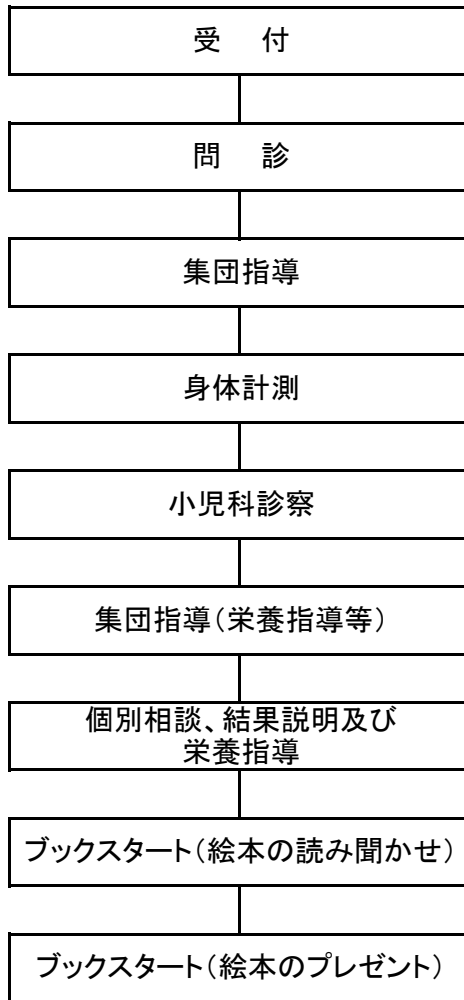 受　付
問　診
集団指導
身体計測
小児科診察
集団指導（栄養指導等）
個別相談、結果説明及び
栄養指導
ブックスタート（絵本の読み聞かせ）
ブックスタート（絵本のプレゼント）